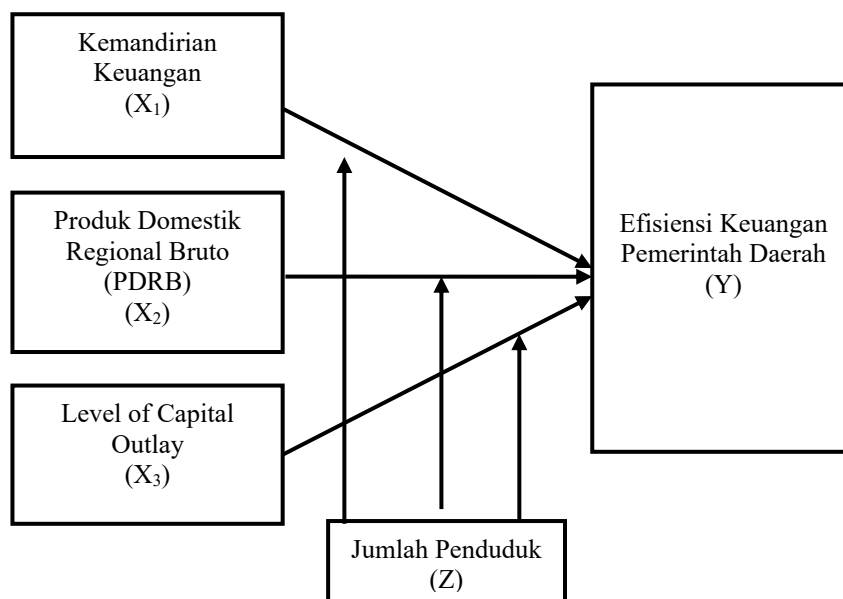 Kemandirian
Keuangan
(X₁)
Produk Domestik
Regional Bruto
(PDRB)
(X₂)
Level of Capital
Outlay
(X₃)
Efisiensi Keuangan
Pemerintah Daerah
(Y)
Jumlah Penduduk
(Z)